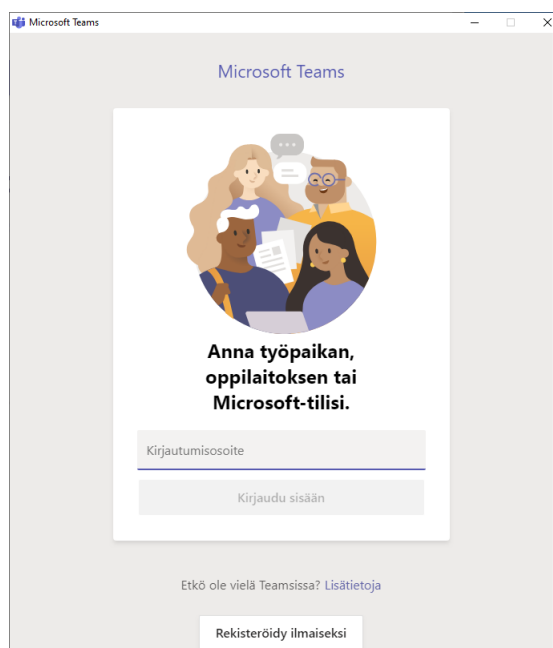 Microsoft Teams
Microsoft Teams
Anna työpaikan,
oppilaitoksen tai
Microsoft-tilisi.
Kirjautumisosoite
Kirjaudu sisään
Etkö ole vielä Teamsissa? Lisätietoja
Rekisteröidy ilmaiseksi